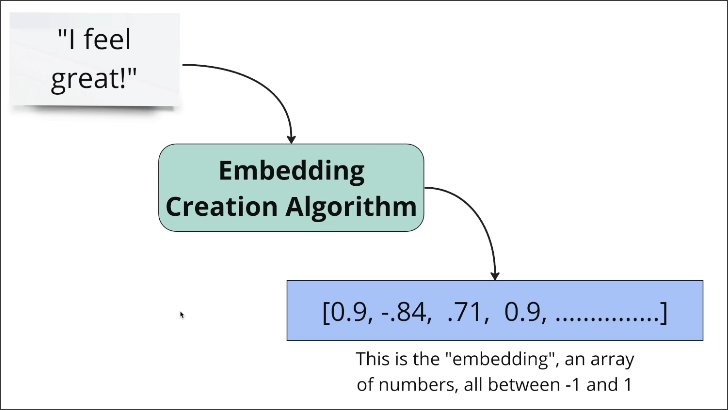 "I feel
great!"
Embedding
Creation Algorithm
[0.9, -.84, .71, 0.9, ...............]
This is the "embedding", an array
of numbers, all between -1 and 1